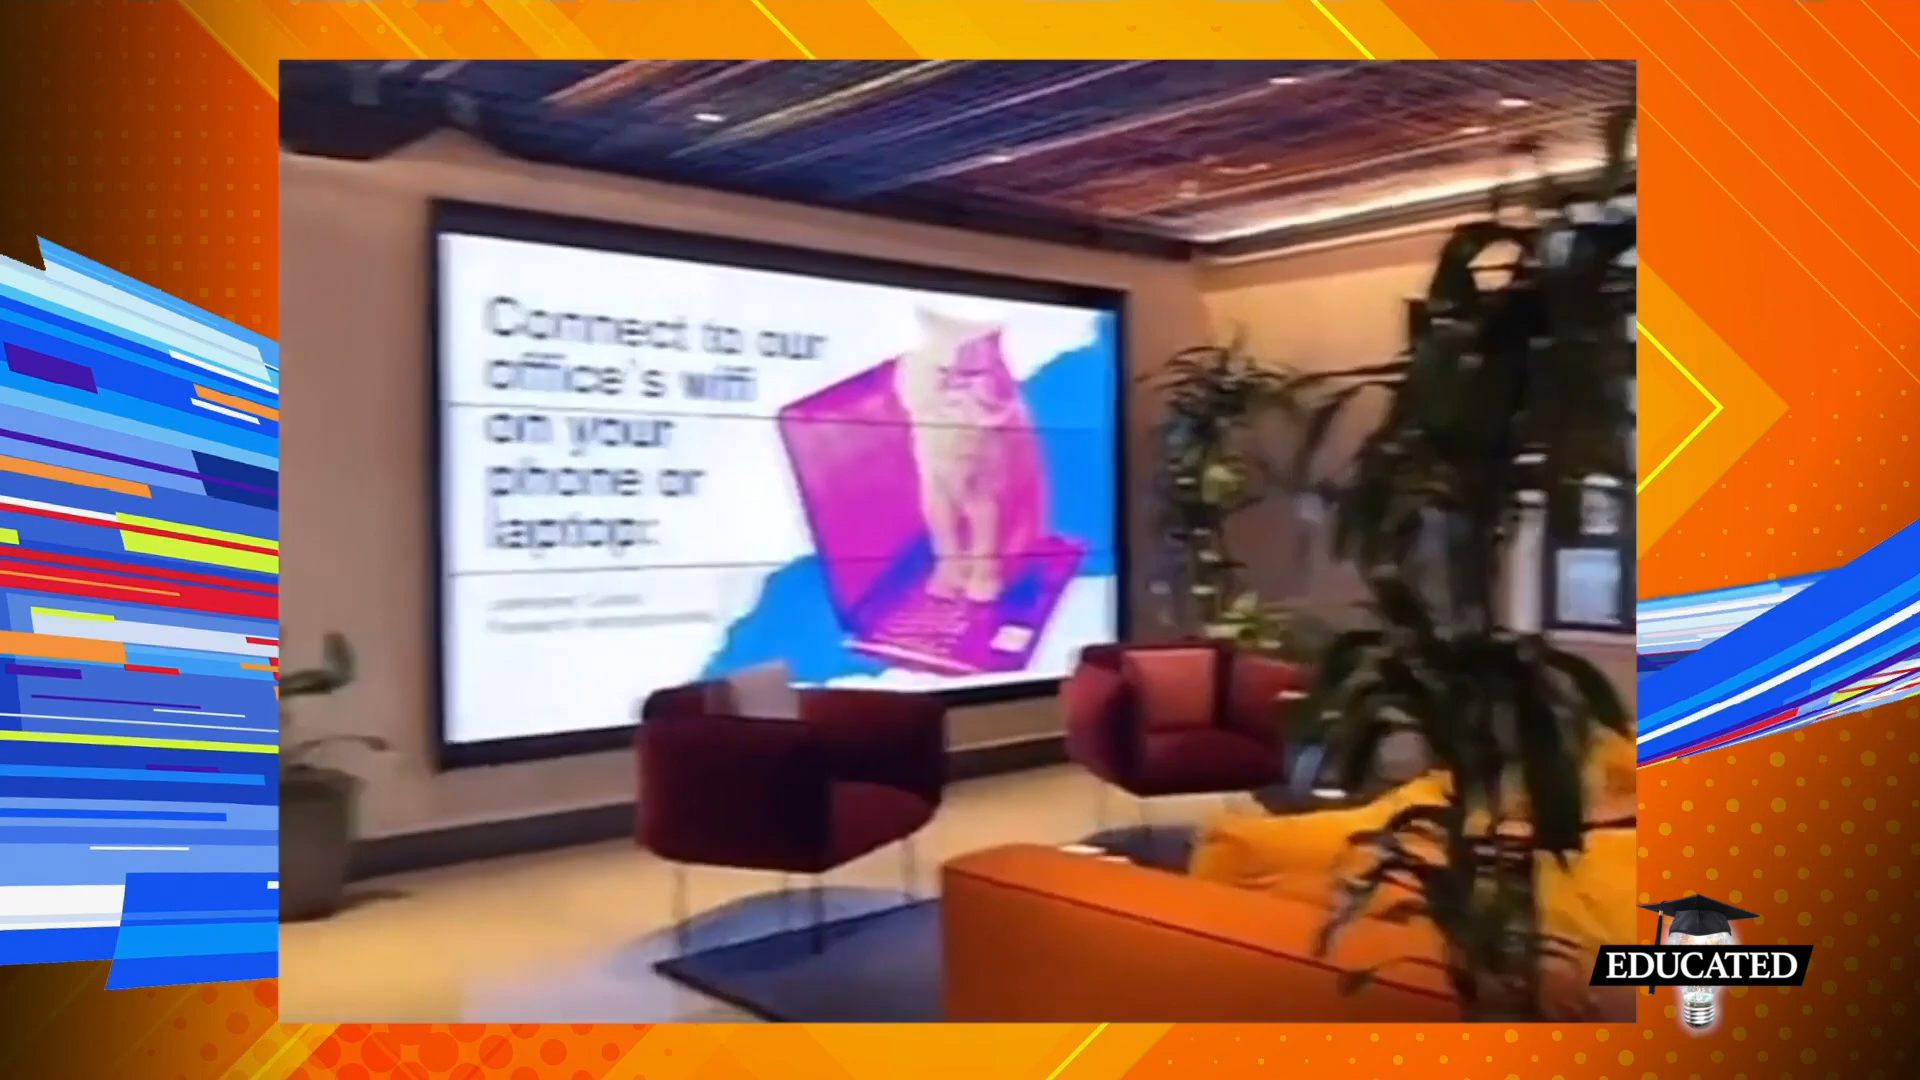 Connect to our
office's wifi
on your
phone or
laptop:
EDUCATED